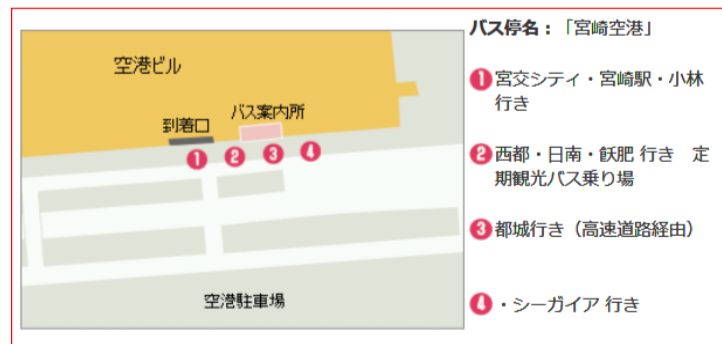 空港ビル
到着口
バス案内所
1
2
3
4
空港駐車場
バス停名：「宮崎空港」
1 宮交シティ・宮崎駅・小林
行き
2 西都・日南・飫肥 行き　定
期観光バス乗り場
3 都城行き（高速道路経由）
4 ・シーガイア 行き